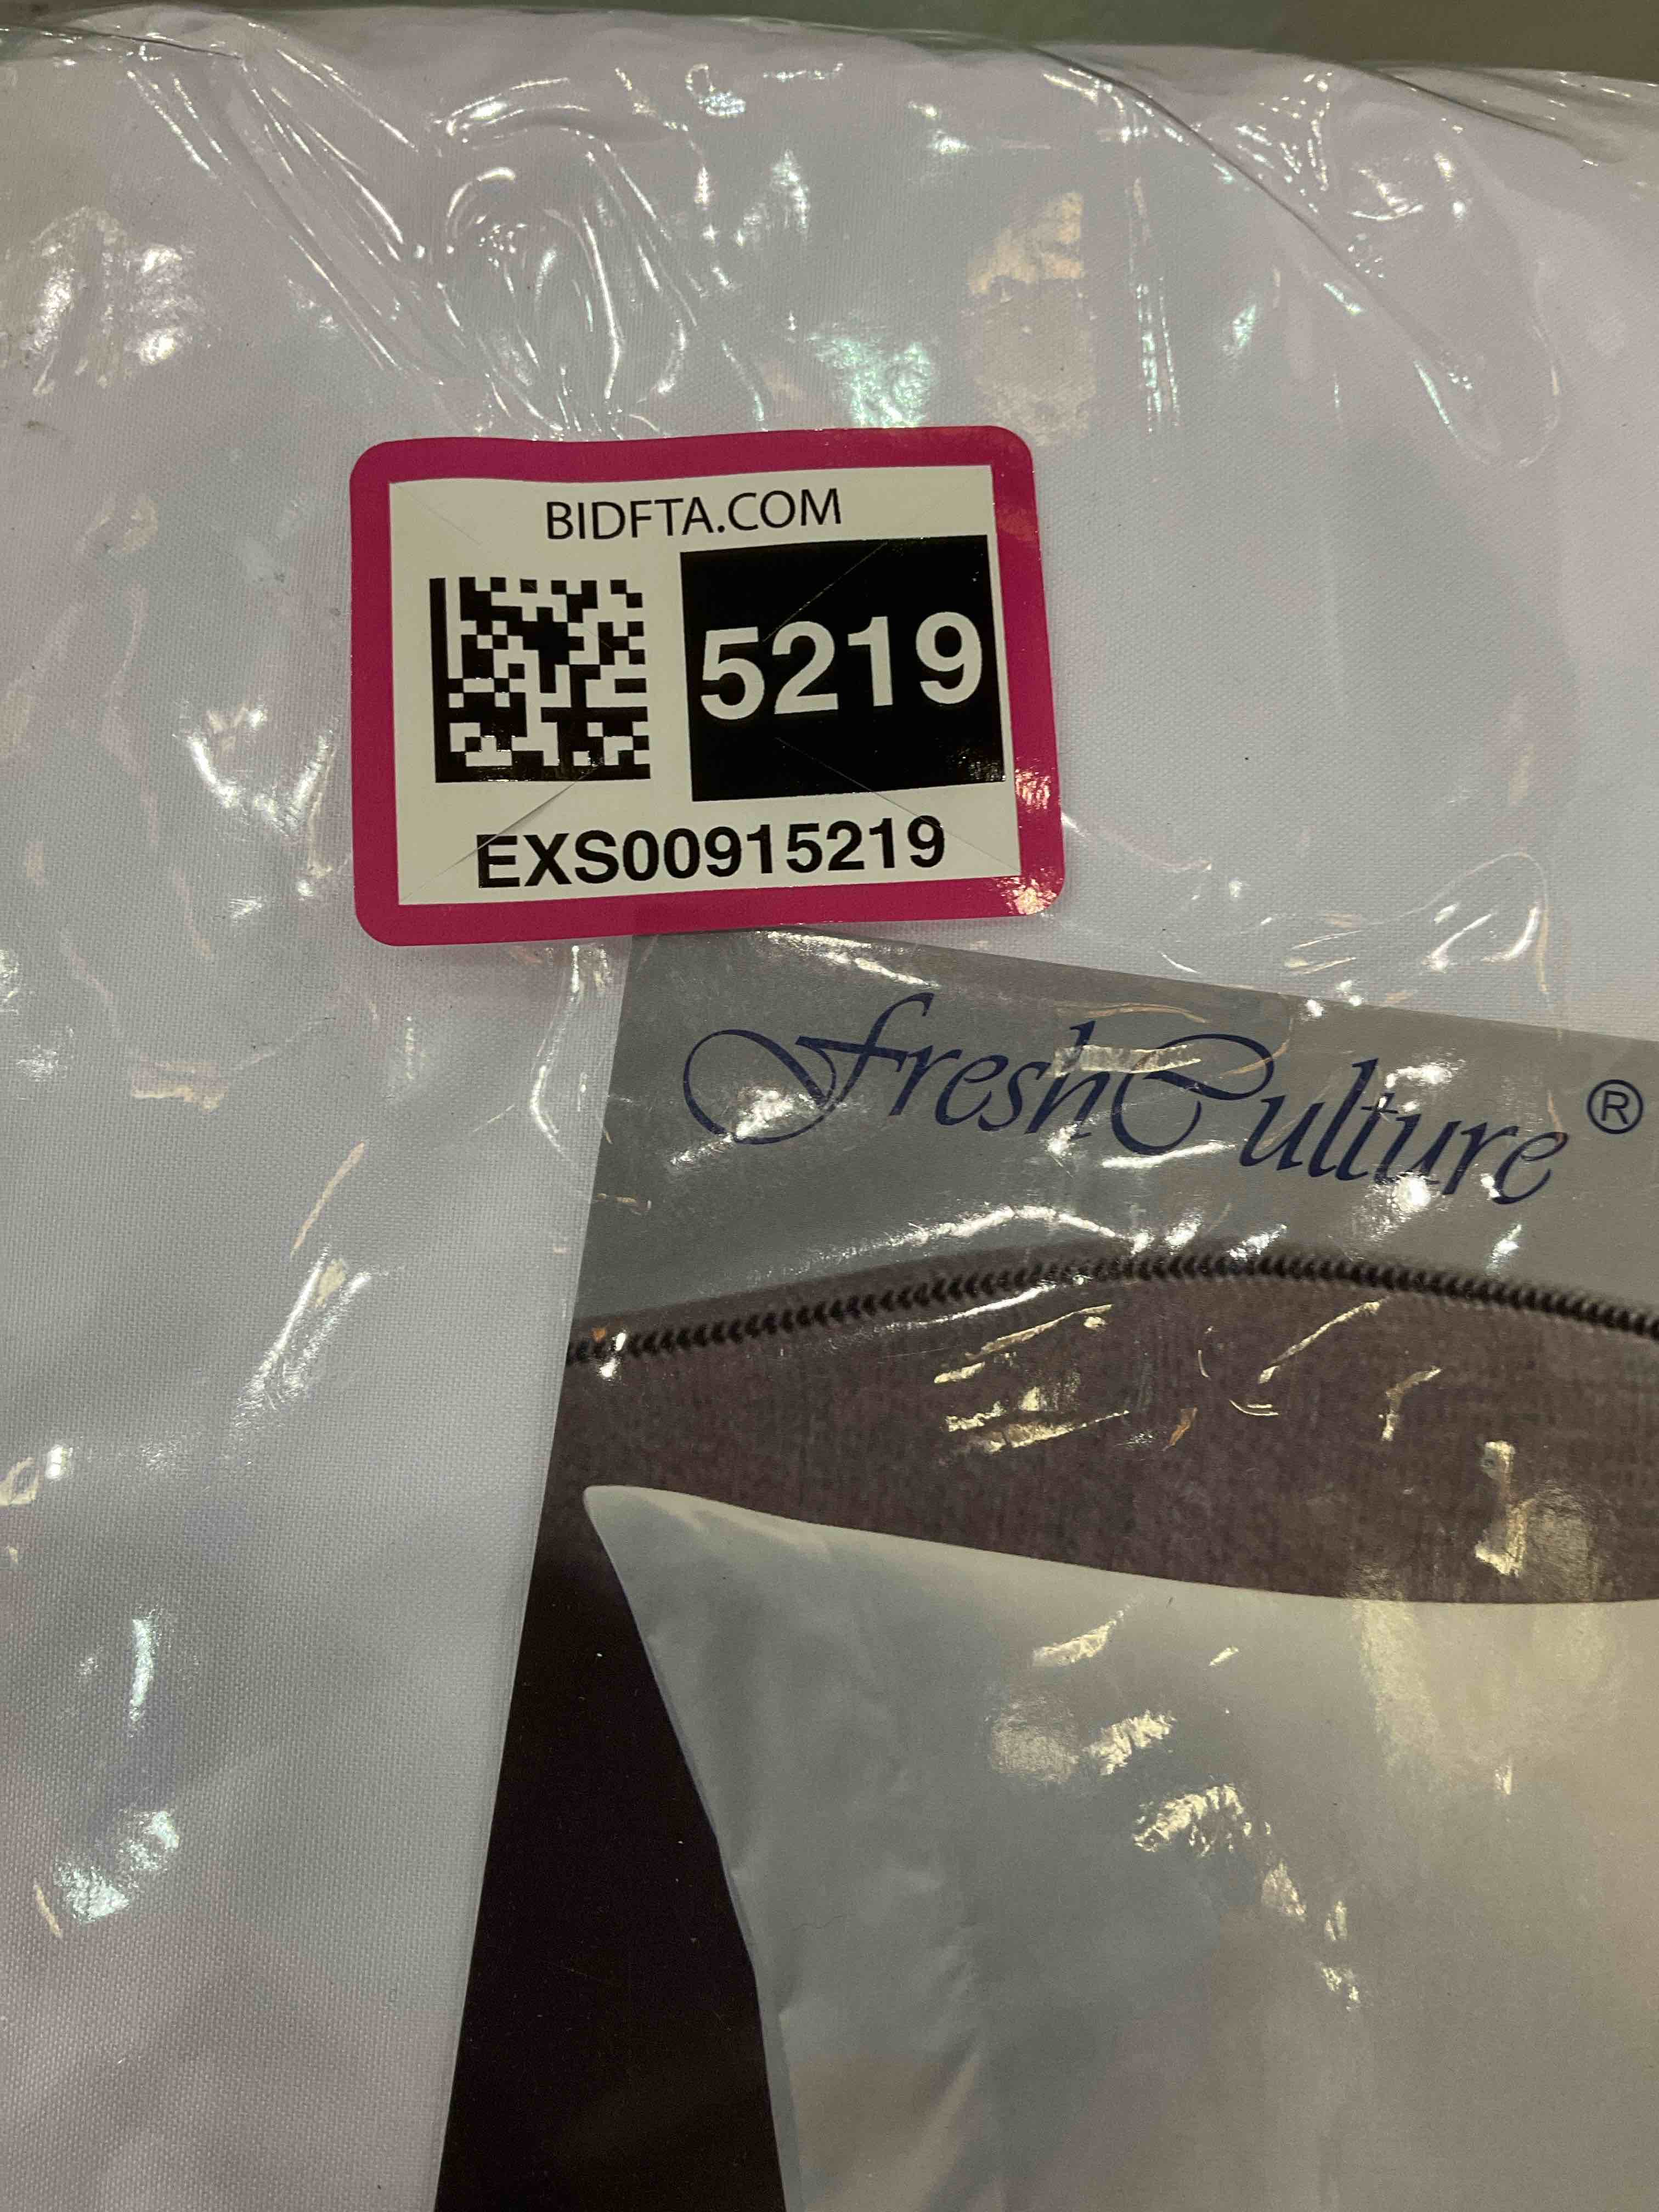 BIDFTA.COM
5219
EXS00915219
FreshCulture®